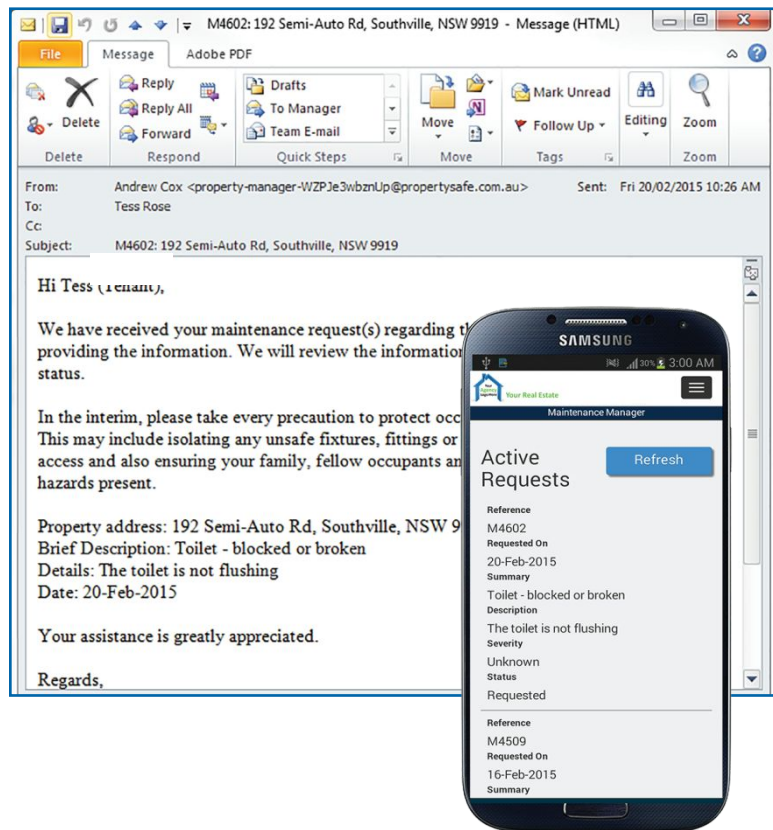 M4602: 192 Semi-Auto Rd, Southville, NSW 9919 - Message (HTML)
File Message Adobe PDF
Delete
Reply
Reply All
Forward
Drafts
To Manager
Team E-mail
Move
Mark Unread
Follow Up
Editing
Zoom
Delete Respond Quick Steps Move Tags Zoom
From: Andrew Cox <property-manager-WZPJe3wbznUp@propertysafe.com.au> Sent: Fri 20/02/2015 10:26 AM
To: Tess Rose
Cc:
Subject: M4602: 192 Semi-Auto Rd, Southville, NSW 9919
Hi Tess (Tenant),
We have received your maintenance request(s) regarding
providing the information. We will review the information
status.
In the interim, please take every precaution to protect
This may include isolating any unsafe fixtures, fittings or
access and also ensuring your family, fellow occupants
hazards present.
Property address: 192 Semi-Auto Rd, Southville, NSW 9
Brief Description: Toilet - blocked or broken
Details: The toilet is not flushing
Date: 20-Feb-2015
Your assistance is greatly appreciated.
Regards,
SAMSUNG
30% 3:00 AM
Your Real Estate
Maintenance Manager
Active
Requests
Refresh
Reference
M4602
Requested On
20-Feb-2015
Summary
Toilet - blocked or broken
Description
The toilet is not flushing
Severity
Unknown
Status
Requested
Reference
M4509
Requested On
16-Feb-2015
Summary